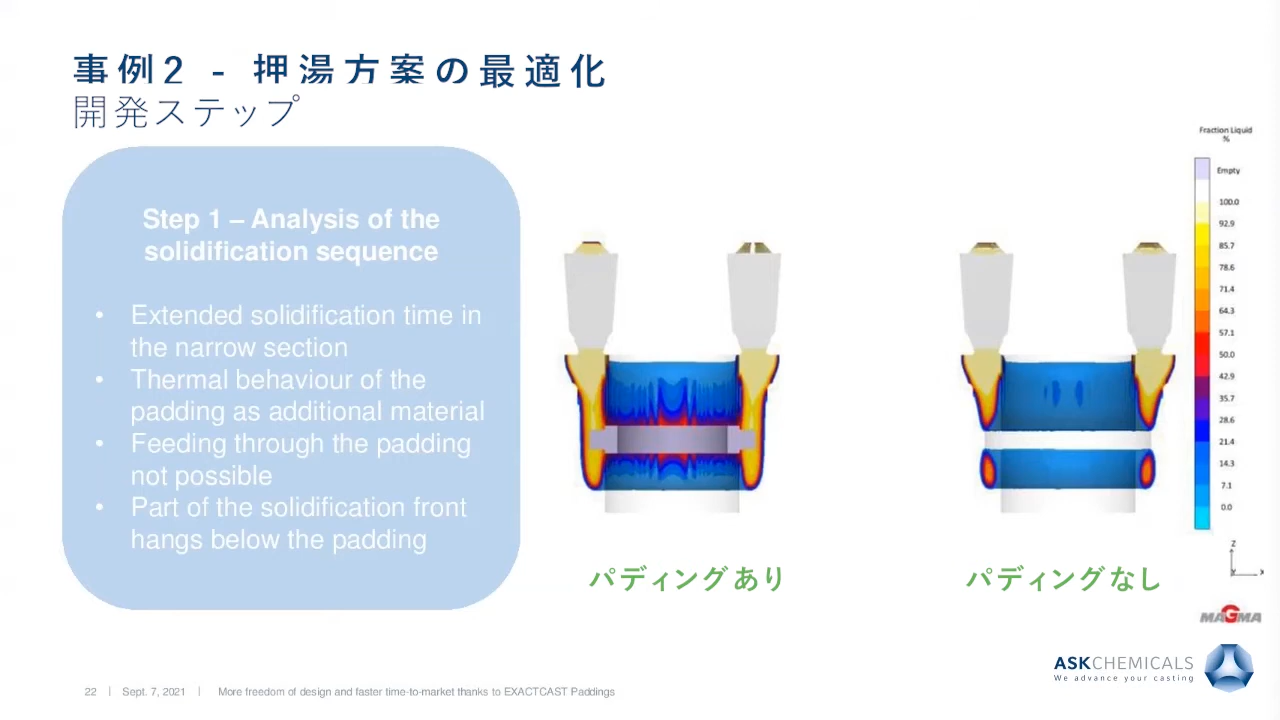 事例2 - 押湯方案の最適化
開発ステップ
Step 1 – Analysis of the
solidification sequence
• Extended solidification time in
the narrow section
• Thermal behaviour of the
padding as additional material
• Feeding through the padding
not possible
• Part of the solidification front
hangs below the padding
パディングあり
パディングなし
Fraction Liquid
%
Empty
100.0
92.9
85.7
78.6
71.4
64.3
57.1
50.0
42.9
35.7
28.6
21.4
14.3
7.1
0.0
Z
Y
X
MAGMA
ASKCHEMICALS
We advance your casting
22 | Sept. 7, 2021 | More freedom of design and faster time-to-market thanks to EXACTCAST Paddings